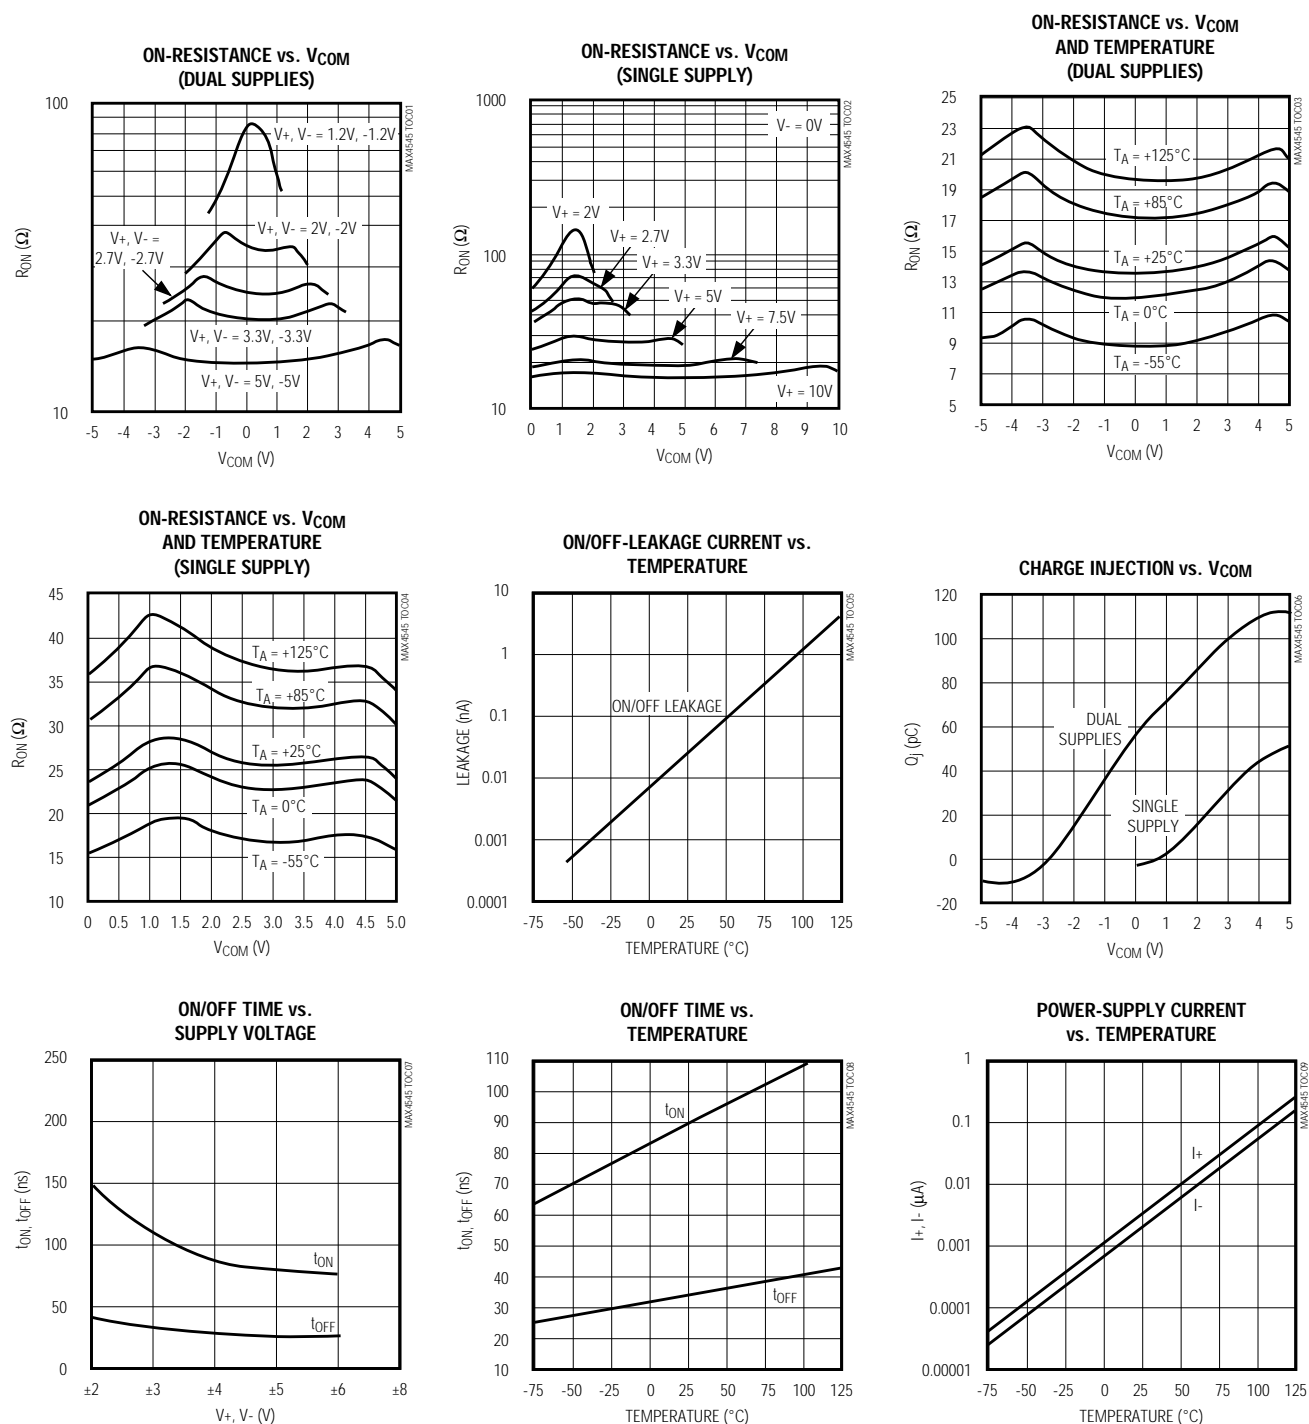 ON-RESISTANCE vs. VCOM
(DUAL SUPPLIES)
100
10
RON (Ω)
V+, V- = 1.2V, -1.2V
V+, V- = 2V, -2V
V+, V- =
2.7V, -2.7V
V+, V- = 3.3V, -3.3V
V+, V- = 5V, -5V
-5 -4 -3 -2 -1 0 1 2 3 4 5
VCOM (V)
MAX4545 TOC01
ON-RESISTANCE vs. VCOM
(SINGLE SUPPLY)
1000
100
10
RON (Ω)
V- = 0V
V+ = 2V
V+ = 2.7V
V+ = 3.3V
V+ = 5V
V+ = 7.5V
V+ = 10V
0 1 2 3 4 5 6 7 8 9 10
VCOM (V)
MAX4545 TOC02
ON-RESISTANCE vs. VCOM
AND TEMPERATURE
(DUAL SUPPLIES)
25
23
21
19
17
15
13
11
9
7
5
RON (Ω)
TA = +125°C
TA = +85°C
TA = +25°C
TA = 0°C
TA = -55°C
-5 -4 -3 -2 -1 0 1 2 3 4 5
VCOM (V)
MAX4545 TOC03
ON-RESISTANCE vs. VCOM
AND TEMPERATURE
(SINGLE SUPPLY)
45
40
35
30
25
20
15
10
RON (Ω)
TA = +125°C
TA = +85°C
TA = +25°C
TA = 0°C
TA = -55°C
0 0.5 1.0 1.5 2.0 2.5 3.0 3.5 4.0 4.5 5.0
VCOM (V)
MAX4545 TOC04
ON/OFF-LEAKAGE CURRENT vs.
TEMPERATURE
10
1
0.1
0.01
0.001
0.0001
LEAKAGE (nA)
ON/OFF LEAKAGE
-75 -50 -25 0 25 50 75 100 125
TEMPERATURE (°C)
MAX4545 TOC05
CHARGE INJECTION vs. VCOM
120
100
80
60
40
20
0
-20
Qj (pC)
DUAL
SUPPLIES
SINGLE
SUPPLY
-5 -4 -3 -2 -1 0 1 2 3 4 5
VCOM (V)
MAX4545 TOC06
ON/OFF TIME vs.
SUPPLY VOLTAGE
250
200
150
100
50
0
tON, tOFF (ns)
tON
tOFF
±2 ±3 ±4 ±5 ±6 ±8
V+, V- (V)
MAX4545 TOC07
ON/OFF TIME vs.
TEMPERATURE
110
100
90
80
70
60
50
40
30
20
10
tON, tOFF (ns)
tON
tOFF
-75 -50 -25 0 25 50 75 100 125
TEMPERATURE (°C)
MAX4545 TOC08
POWER-SUPPLY CURRENT
vs. TEMPERATURE
1
0.1
0.01
0.001
0.0001
0.00001
I+, I- (μA)
I+
I-
-75 -50 -25 0 25 50 75 100 125
TEMPERATURE (°C)
MAX4545 TOC09